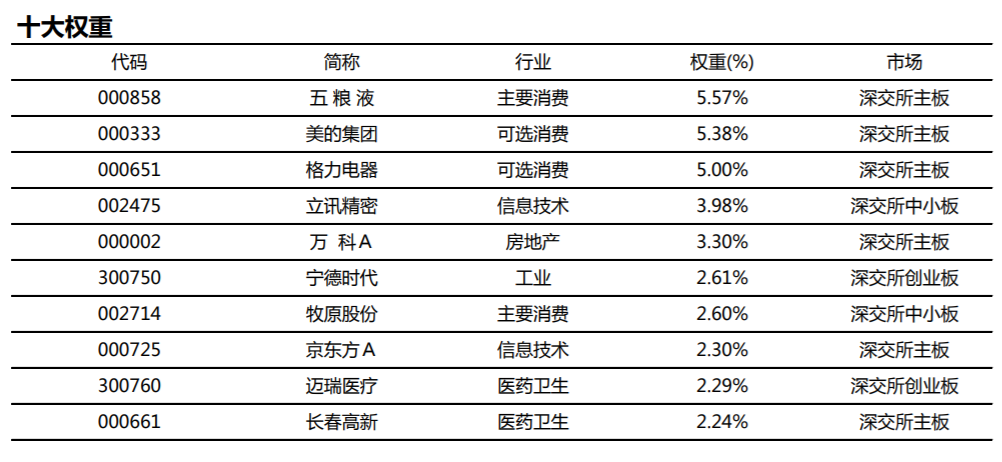 十大权重
代码 简称 行业 权重(%) 市场
000858 五 粮 液 主要消费 5.57% 深交所主板
000333 美的集团 可选消费 5.38% 深交所主板
000651 格力电器 可选消费 5.00% 深交所主板
002475 立讯精密 信息技术 3.98% 深交所中小板
000002 万 科A 房地产 3.30% 深交所主板
300750 宁德时代 工业 2.61% 深交所创业板
002714 牧原股份 主要消费 2.60% 深交所中小板
000725 京东方A 信息技术 2.30% 深交所主板
300760 迈瑞医疗 医药卫生 2.29% 深交所创业板
000661 长春高新 医药卫生 2.24% 深交所主板